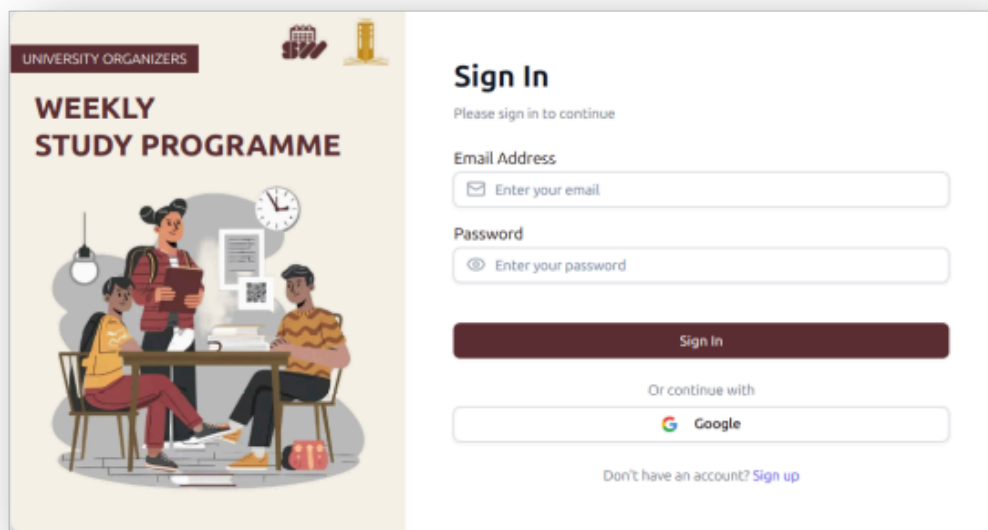 UNIVERSITY ORGANIZERS
WEEKLY
STUDY PROGRAMME
SW
Sign In
Please sign in to continue
Email Address
Enter your email
Password
Enter your password
Sign In
Or continue with
Google
Don't have an account? Sign up